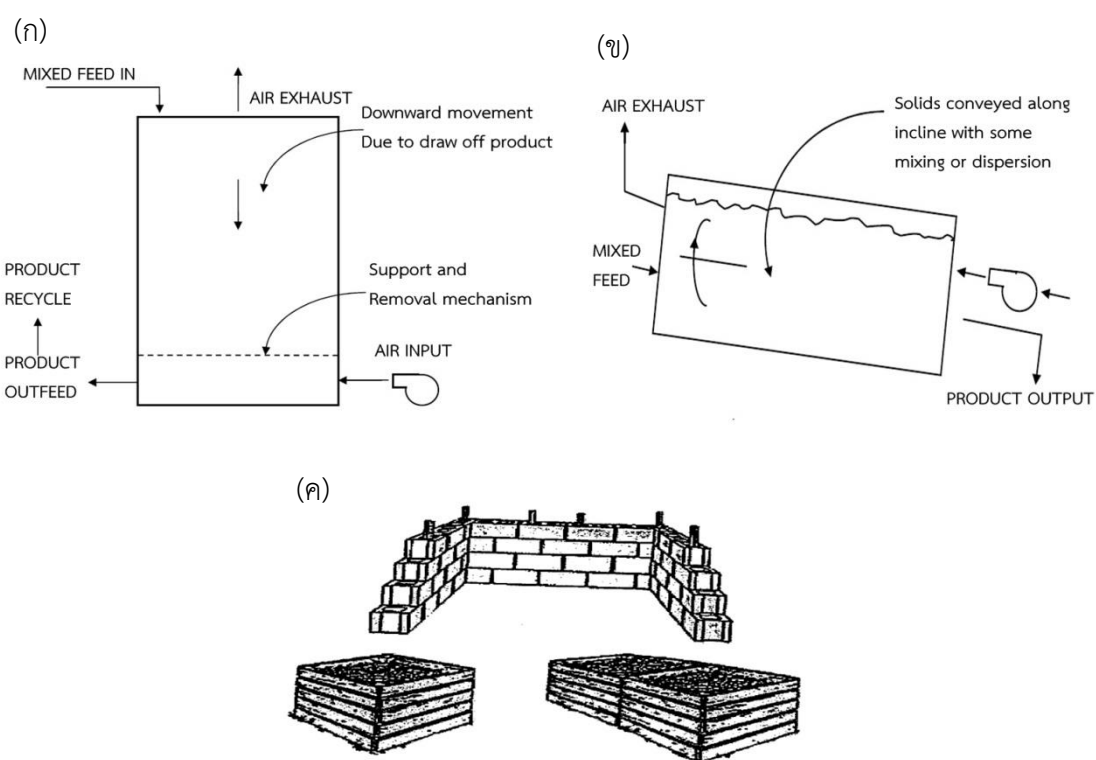 (ก)
MIXED FEED IN
AIR EXHAUST
Downward movement
Due to draw off product
PRODUCT
RECYCLE
Support and
Removal mechanism
PRODUCT
OUTFEED
AIR INPUT
(ข)
AIR EXHAUST
Solids conveyed along
incline with some
mixing or dispersion
MIXED
FEED
PRODUCT OUTPUT
(ค)